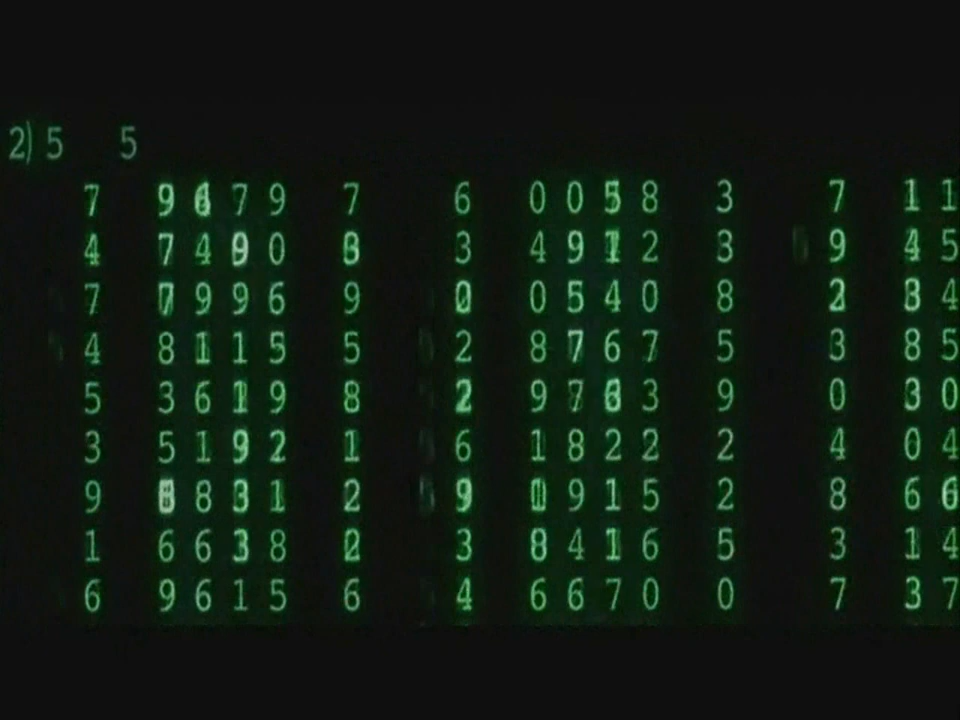 2) 5 5
7 9 7 9 7 6 0 0 5 8 3 7 1 1
4 7 4 9 0 3 4 9 1 2 3 9 4 5
7 7 9 9 6 9 0 0 5 4 0 8 2 3 4
4 8 1 1 5 5 2 8 7 6 7 5 3 8 5
5 3 6 1 9 8 2 9 7 3 9 0 3 0
3 5 1 9 2 1 6 1 8 2 2 2 4 0 4
9 8 3 1 2 9 9 1 5 2 8 6 6
1 6 6 3 8 2 3 8 4 1 6 5 3 1 4
6 9 6 1 5 6 4 6 6 7 0 0 7 3 7